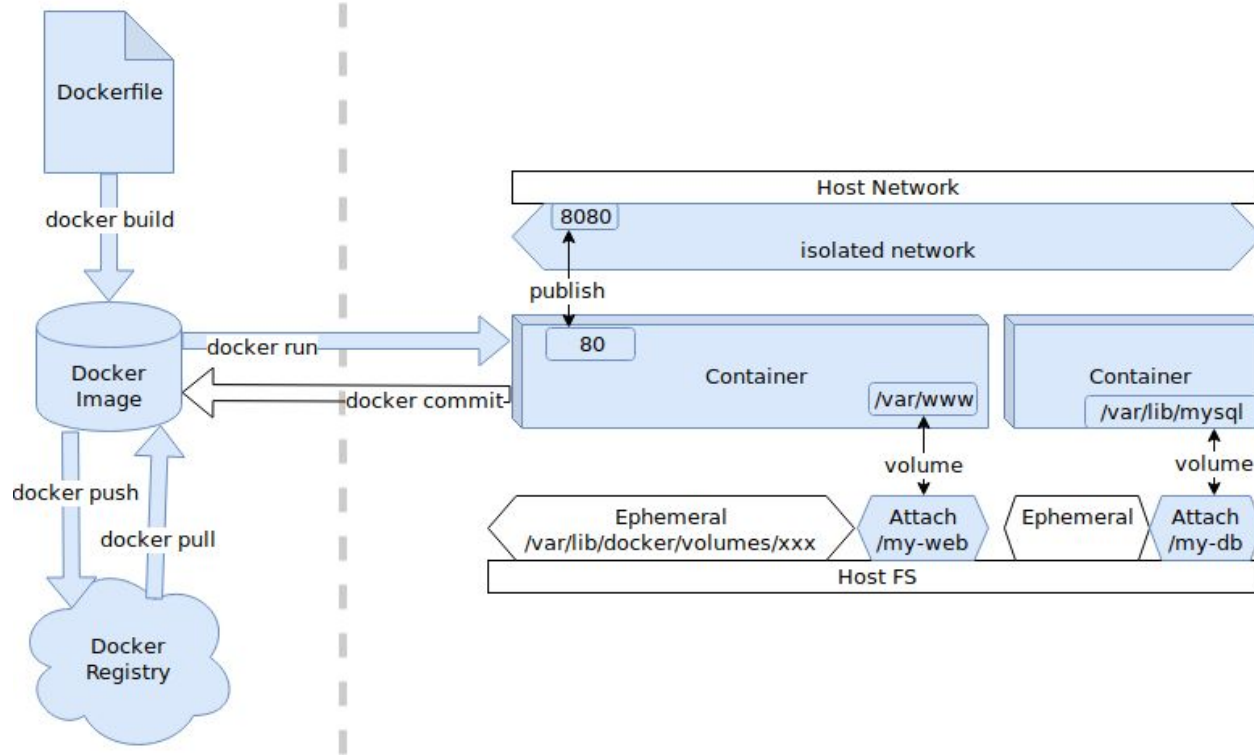 Dockerfile
docker build
Docker
Image
docker run
docker commit
docker push
docker pull
Docker
Registry
Host Network
8080
isolated network
publish
80
Container
/var/www
Container
/var/lib/mysql
volume
volume
Ephemeral
/var/lib/docker/volumes/xxx
Attach
/my-web
Ephemeral
Attach
/my-db
Host FS